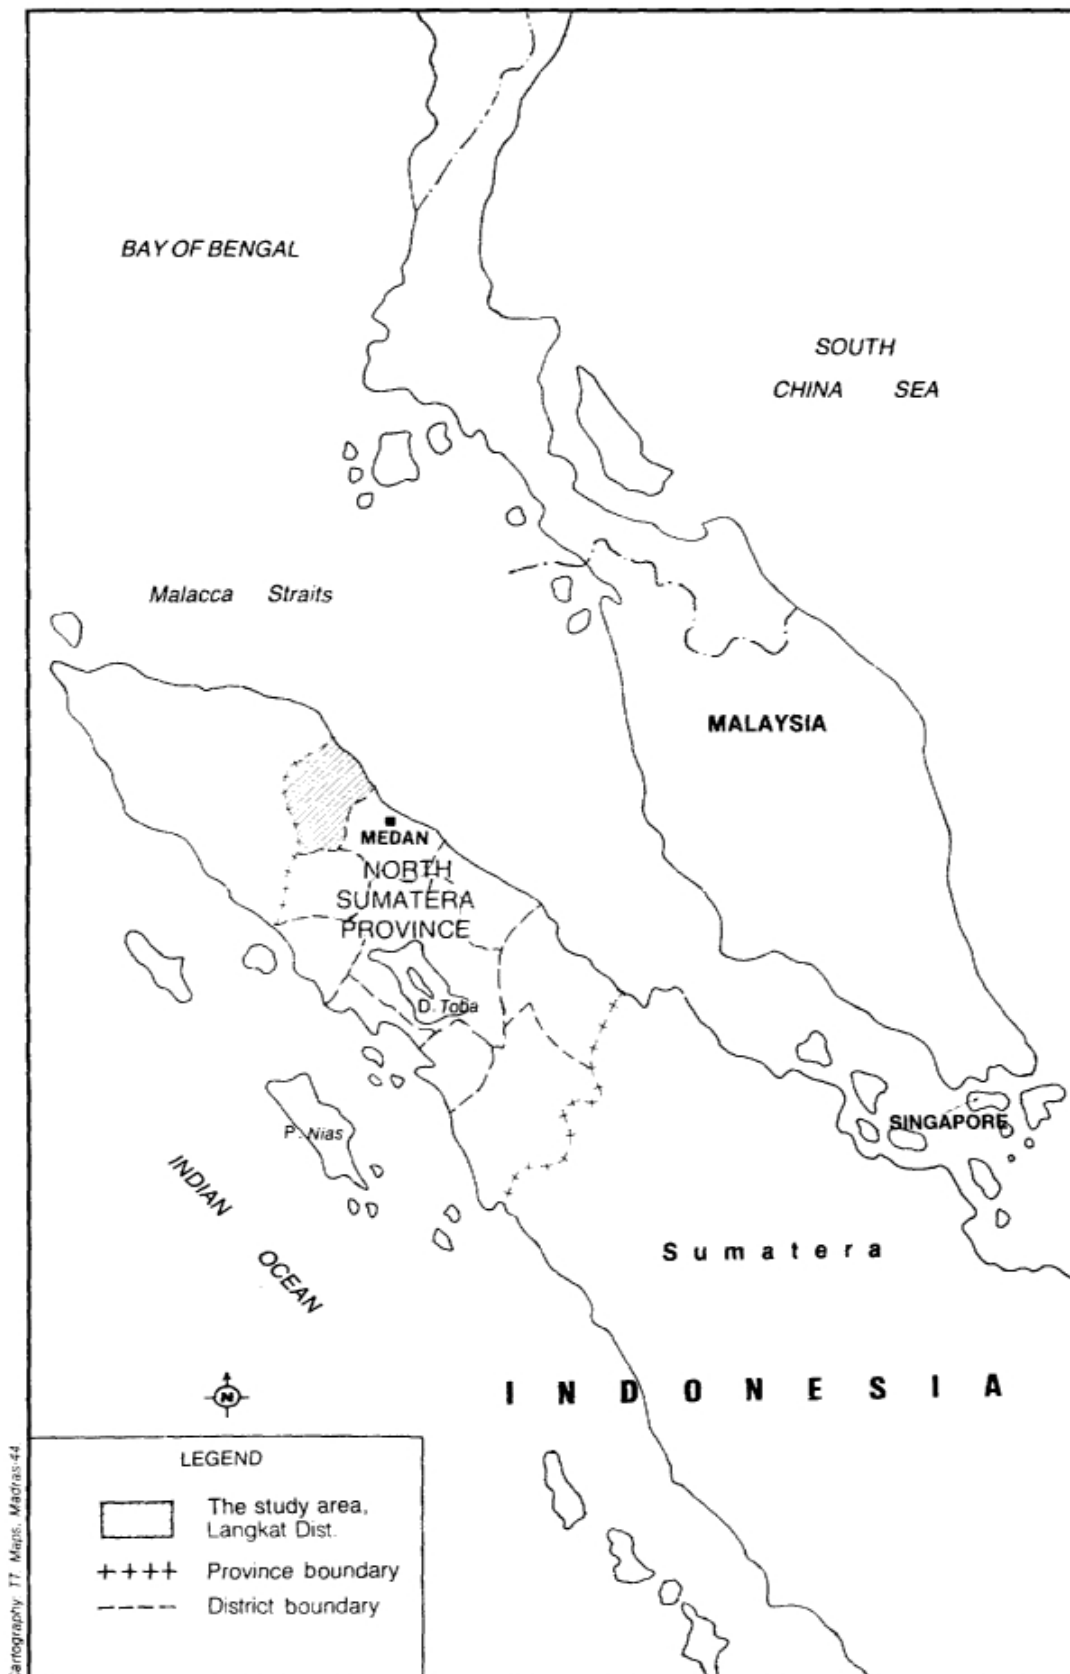 BAY OF BENGAL
SOUTH
CHINA SEA
Malacca Straits
MALAYSIA
MEDAN
NORTH
SUMATERA
PROVINCE
D. Toba
SINGAPORE
P. Nias
INDIAN
OCEAN
Sumatera
INDONESIA
N
LEGEND
The study area,
Langkat Dist.
++++ Province boundary
District boundary
artography: TT Maps, Madras-44